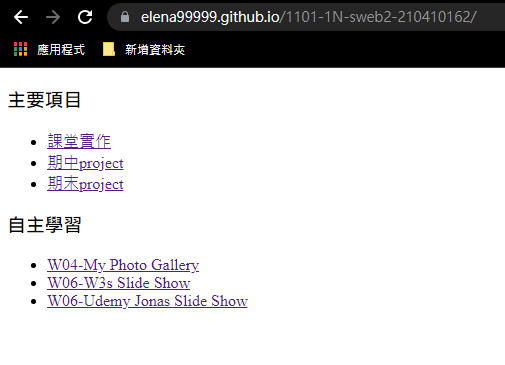 elena99999.github.io/1101-1N-sweb2-210410162/
應用程式 新增資料夾
主要項目
課堂實作
期中project
期末project
自主學習
W04-My Photo Gallery
W06-W3s Slide Show
W06-Udemy Jonas Slide Show